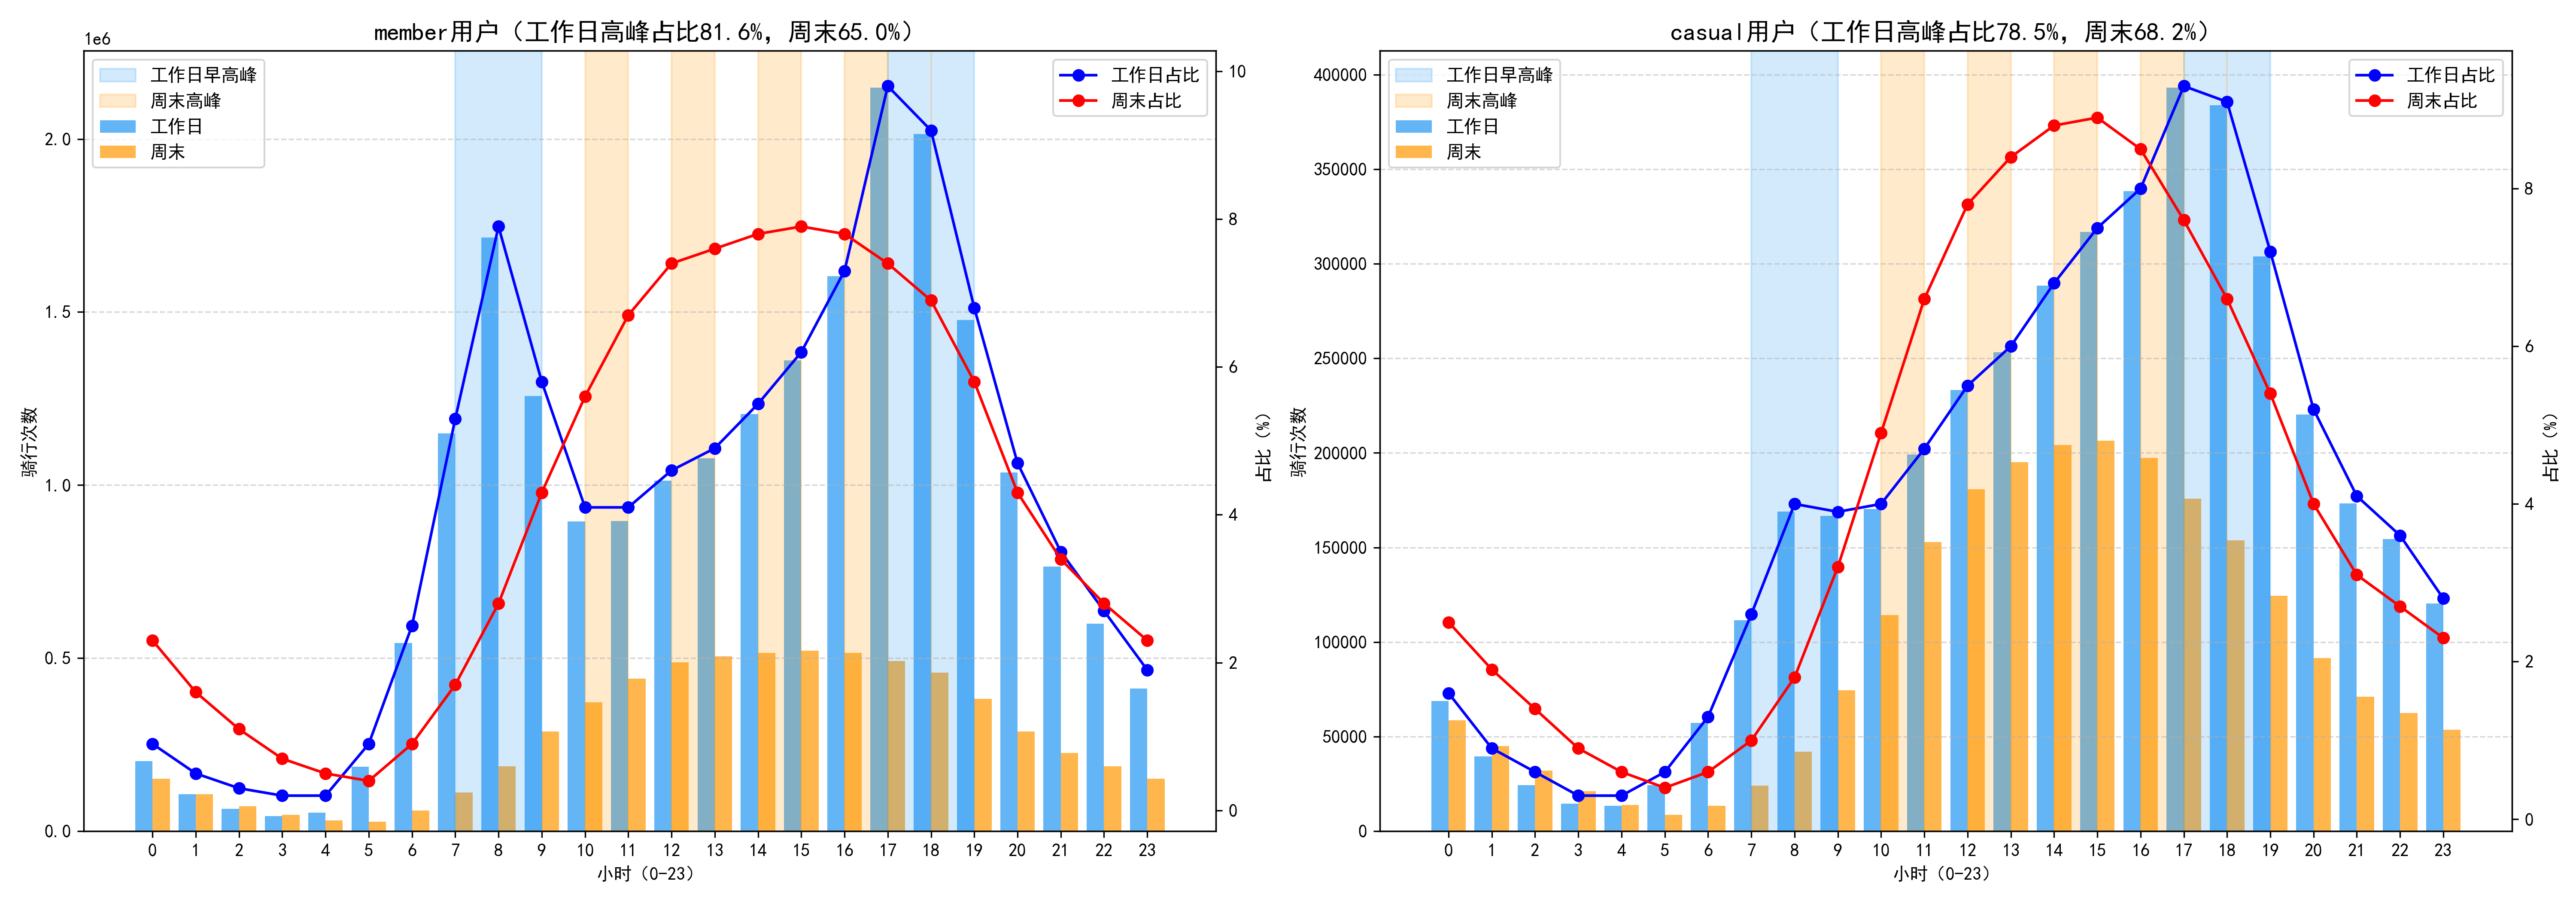 member用户（工作日高峰占比81.6%，周末65.0%）
1e6
工作日早高峰
周末高峰
工作日
周末
工作日占比
周末占比
骑行次数
2.0
1.5
1.0
0.5
0.0
10
8
6
4
2
0
占比（%）
0 1 2 3 4 5 6 7 8 9 10 11 12 13 14 15 16 17 18 19 20 21 22 23
小时（0-23）
casual用户（工作日高峰占比78.5%，周末68.2%）
工作日早高峰
周末高峰
工作日
周末
工作日占比
周末占比
骑行次数
400000
350000
300000
250000
200000
150000
100000
50000
0
8
6
4
2
0
占比（%）
0 1 2 3 4 5 6 7 8 9 10 11 12 13 14 15 16 17 18 19 20 21 22 23
小时（0-23）